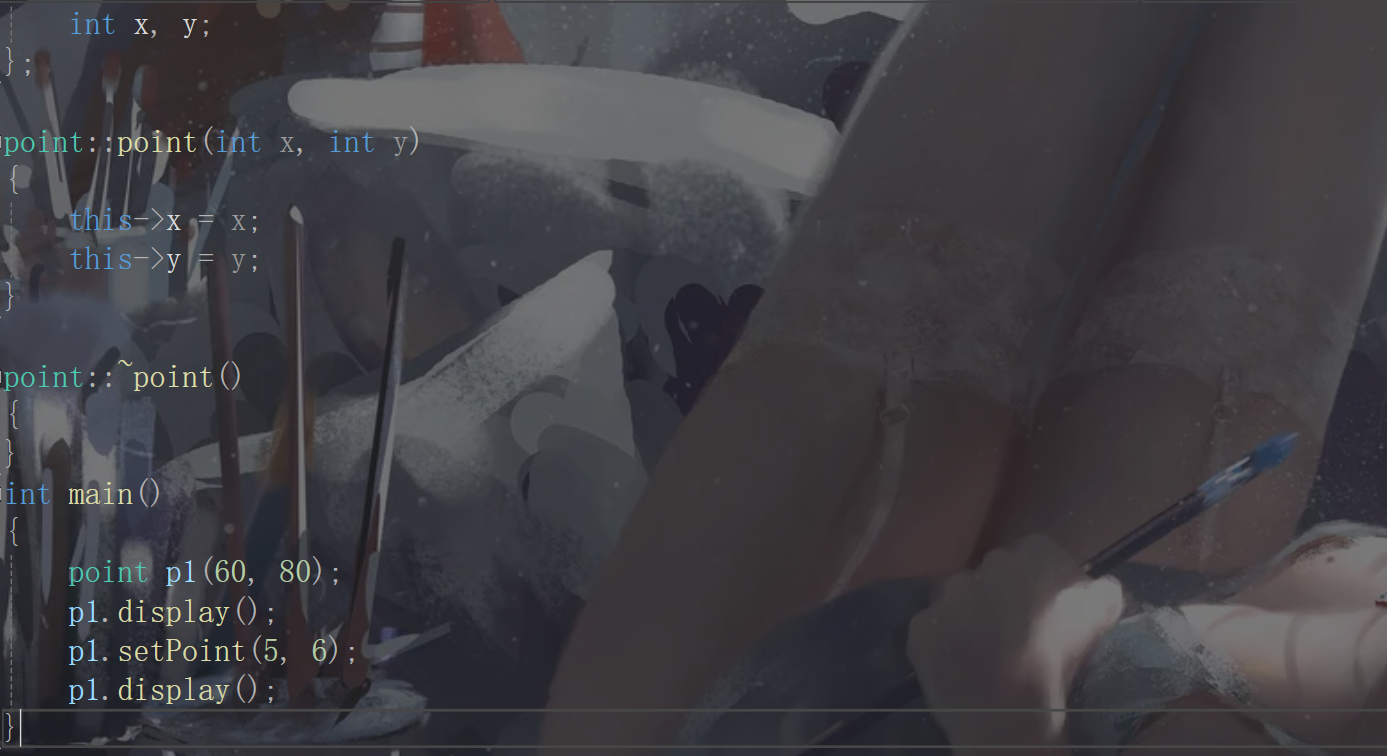 int x, y;
};
point::point(int x, int y)
{
this->x = x;
this->y = y;
}
point::~point()
{
}
int main()
{
point p1(60, 80);
p1.display();
p1.setPoint(5, 6);
p1.display();
}